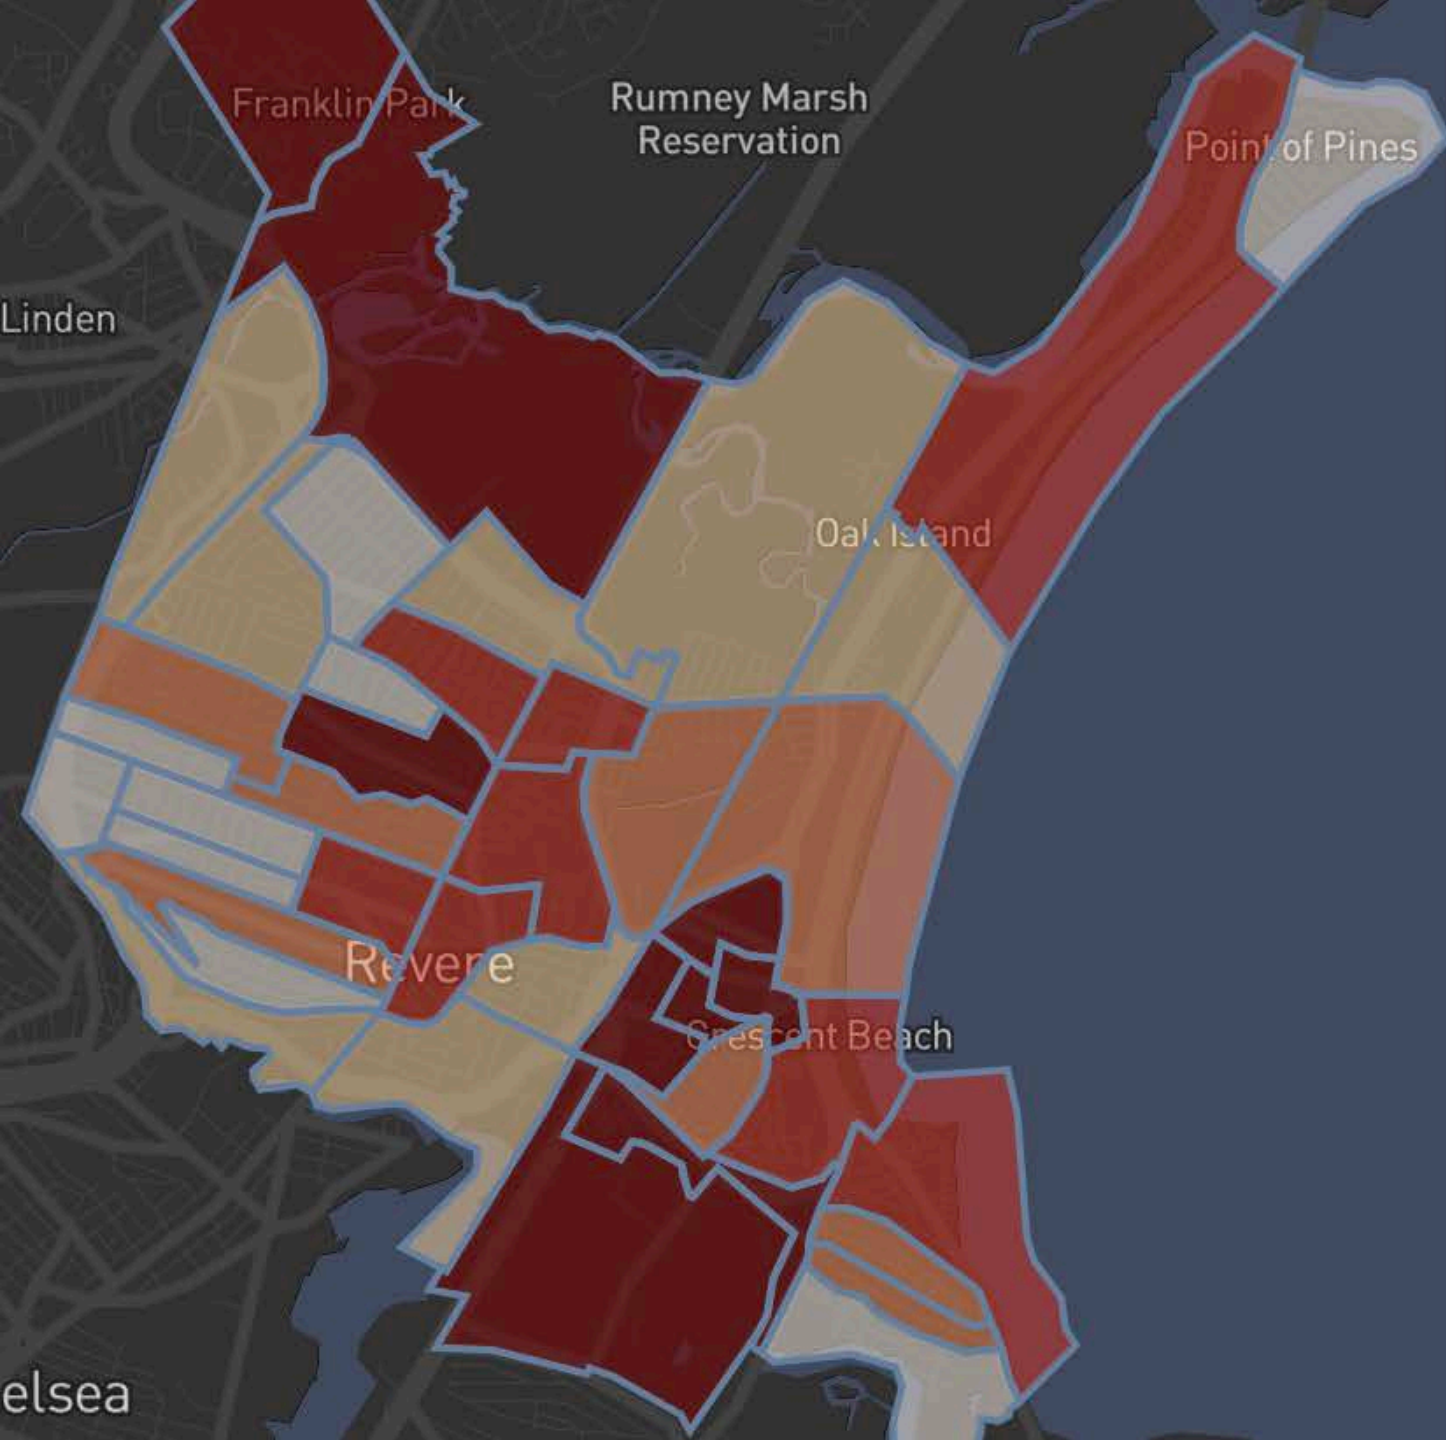 Franklin Park
Rumney Marsh
Reservation
Point of Pines
Linden
Oak Island
Revere
Crescent Beach
elsea